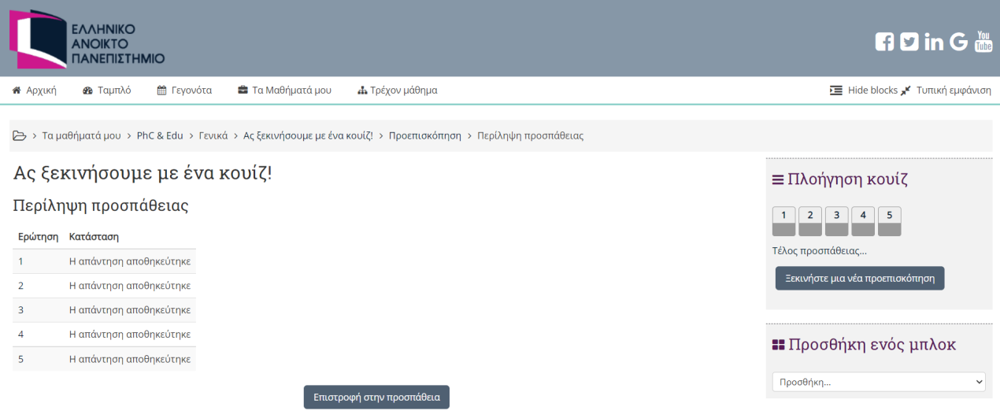 ΕΛΛΗΝΙΚΟ
ΑΝΟΙΚΤΟ
ΠΑΝΕΠΙΣΤΗΜΙΟ
in G You Tube
Αρχική Ταμπλό Γεγονότα Τα Μαθήματά μου Τρέχον μάθημα Hide blocks Τυπική εμφάνιση
> Τα μαθήματά μου > PhC & Edu > Γενικά > Ας ξεκινήσουμε με ένα κουίζ! > Προεπισκόπηση > Περίληψη προσπάθειας
Ας ξεκινήσουμε με ένα κουίζ!
Περίληψη προσπάθειας
Ερώτηση Κατάσταση
1 Η απάντηση αποθηκεύτηκε
2 Η απάντηση αποθηκεύτηκε
3 Η απάντηση αποθηκεύτηκε
4 Η απάντηση αποθηκεύτηκε
5 Η απάντηση αποθηκεύτηκε
Επιστροφή στην προσπάθεια
Πλοήγηση κουίζ
1 2 3 4 5
Τέλος προσπάθειας...
Ξεκινήστε μια νέα προεπισκόπηση
Προσθήκη ενός μπλοκ
Προσθήκη...